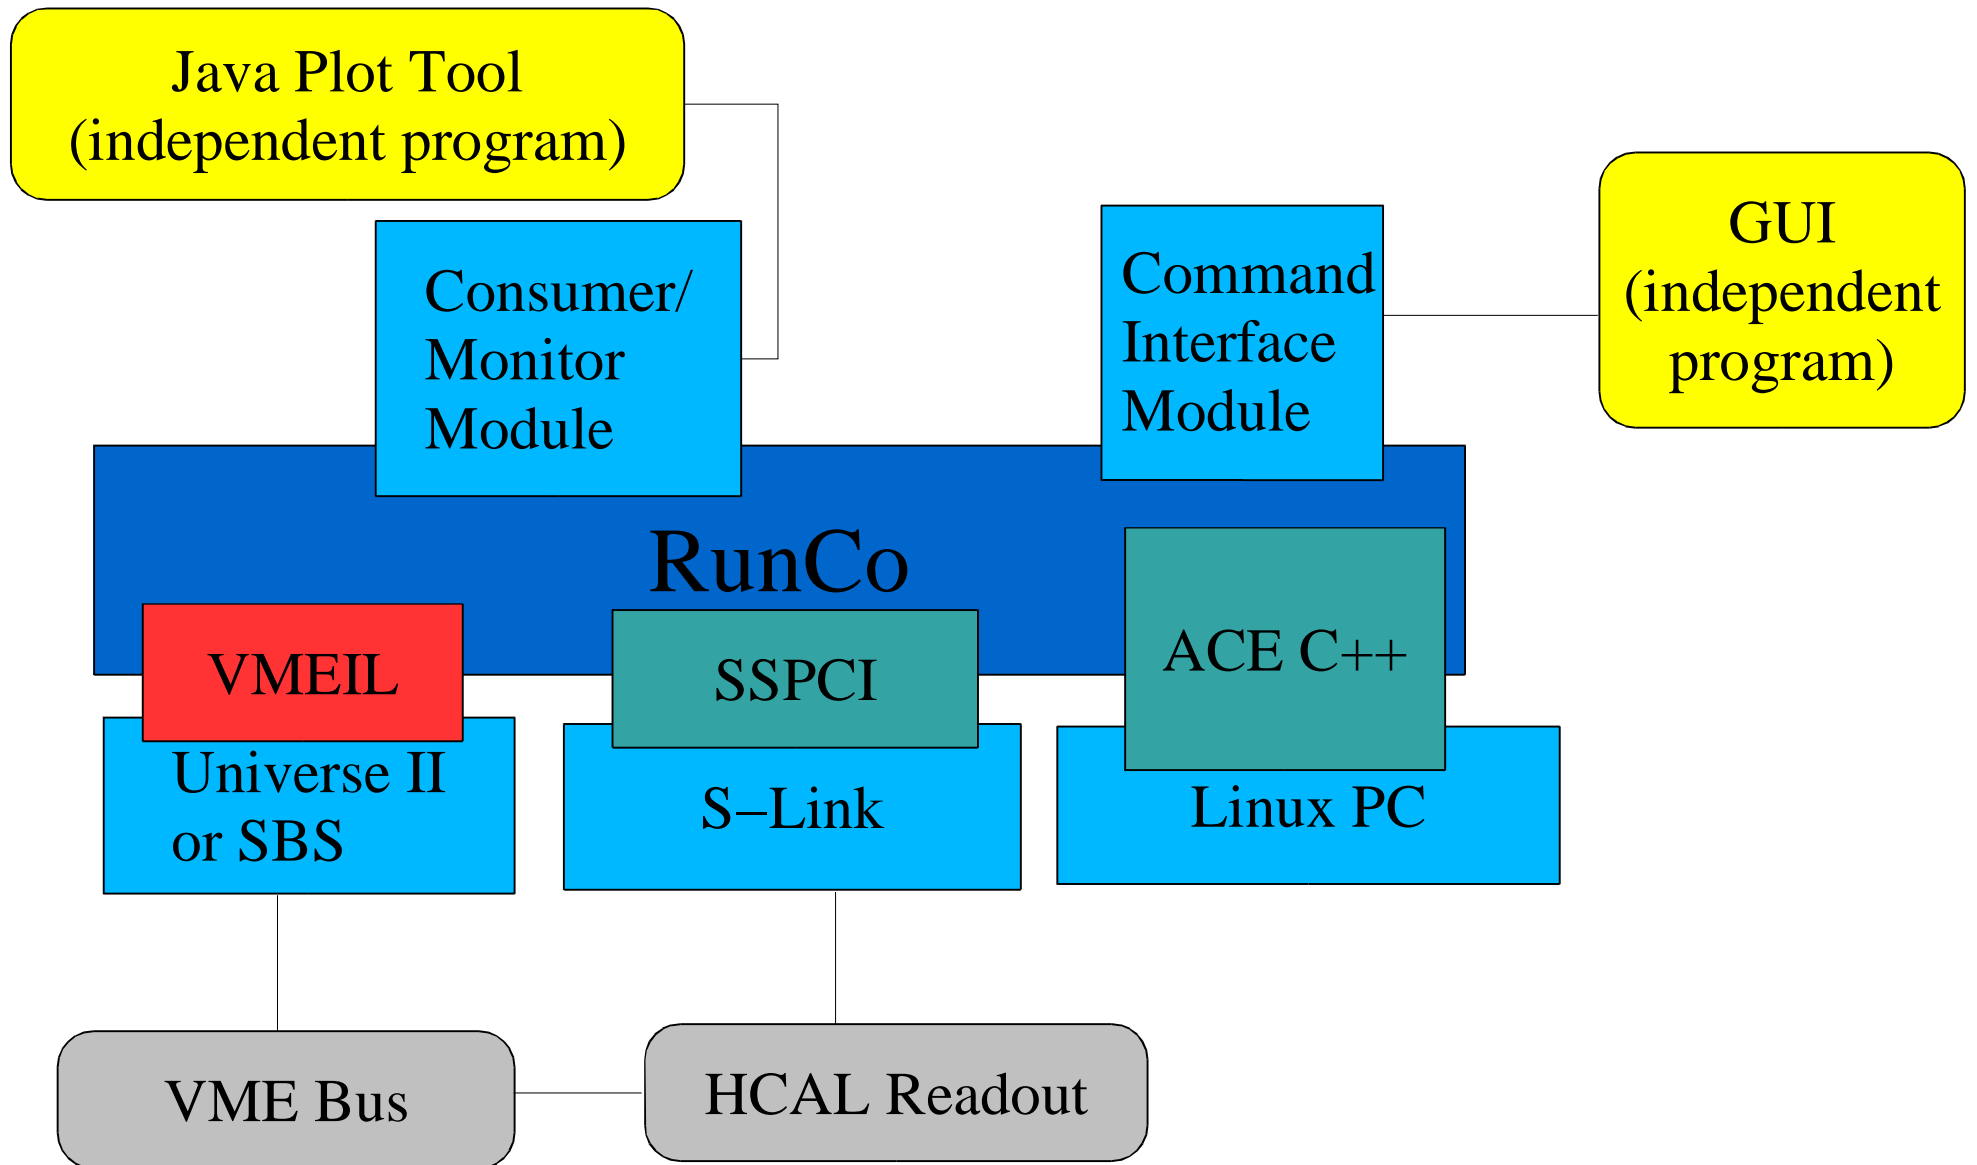 Java Plot Tool
(independent program)
Consumer/
Monitor
Module
Command
Interface
Module
GUI
(independent
program)
RunCo
VMEIL
SSPCI
ACE C++
Universe II
or SBS
S−Link
Linux PC
VME Bus
HCAL Readout